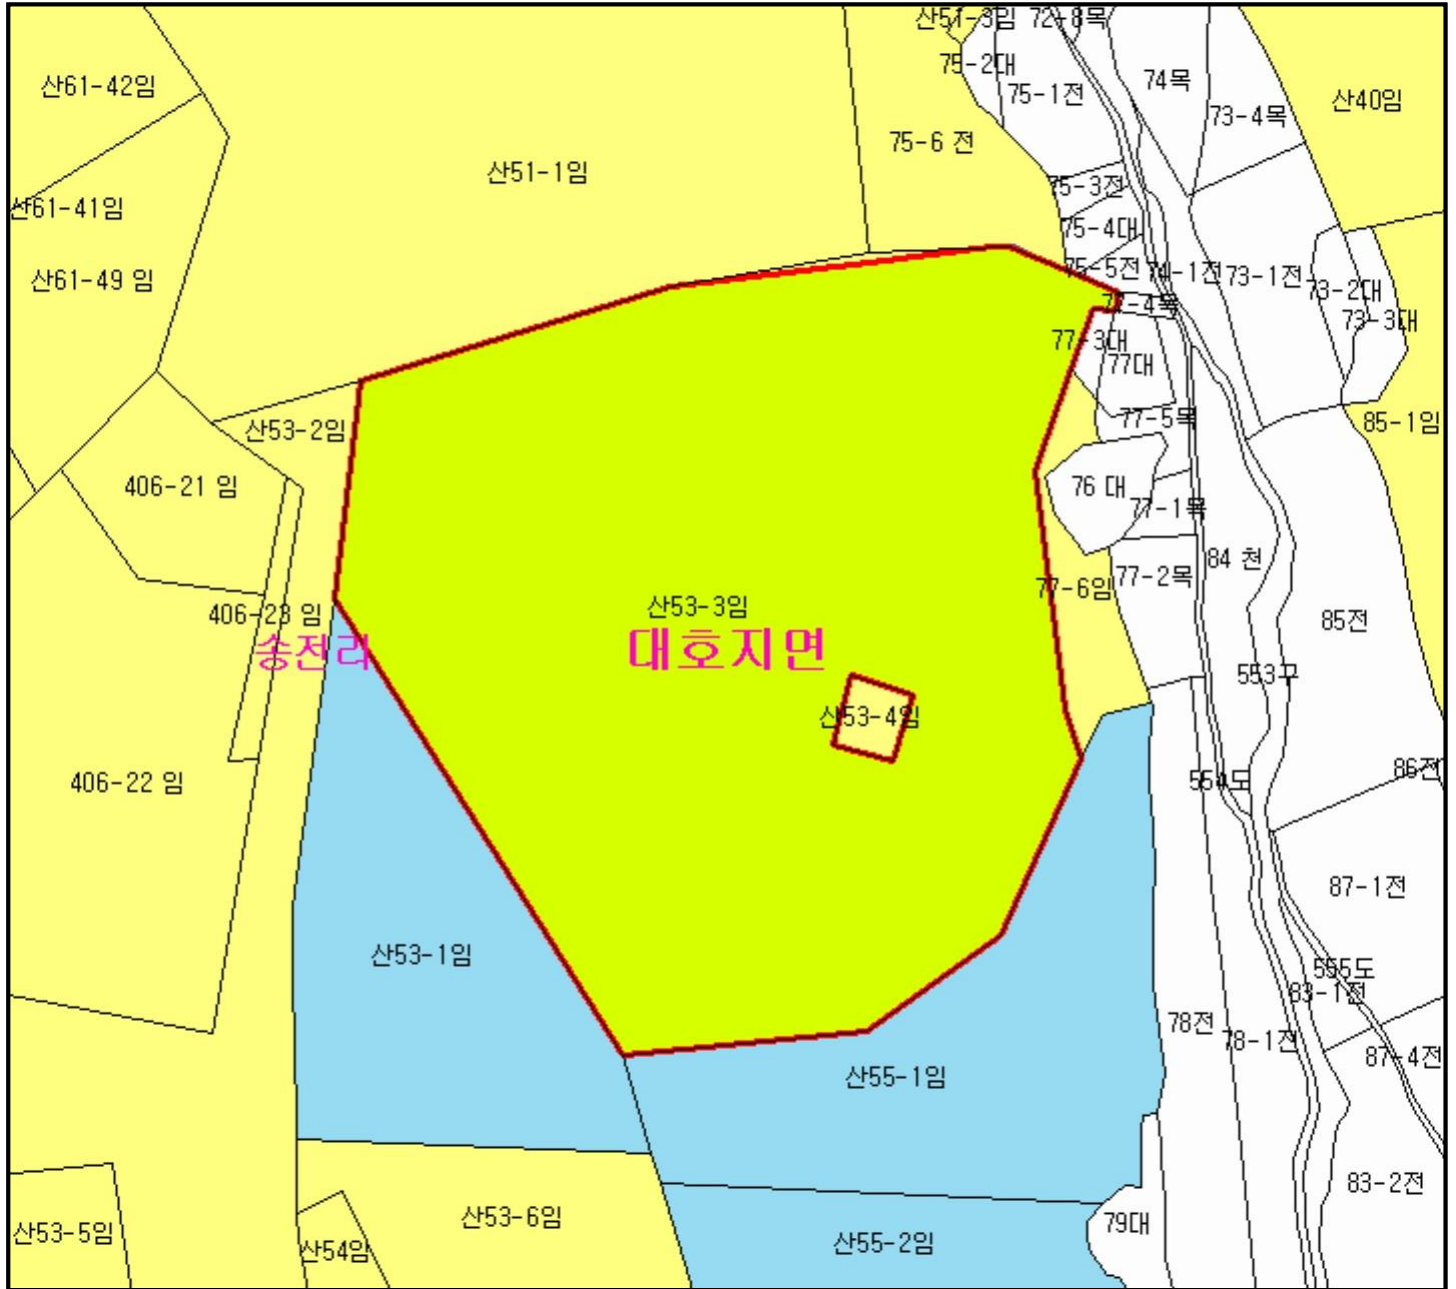 산51-3임
72-8목
75-2대
산61-42임
75-1전
74목
73-4목
산40임
75-6 전
산51-1임
75-3전
산61-41임
75-4대
75-5전
74-1전
73-1전
73-2대
산61-49 임
77-4목
73-3대
77-3대
77대
77-5목
85-1임
산53-2임
406-21 임
76 대
77-1목
84 천
77-2목
77-6임
406-23 임
산53-3임
85전
송전리
대호지면
553구
산53-4임
406-22 임
554도
86전
87-1전
산53-1임
555도
83-1전
78전
78-1전
87-4전
산55-1임
83-2전
산53-5임
산53-6임
79대
산54임
산55-2임